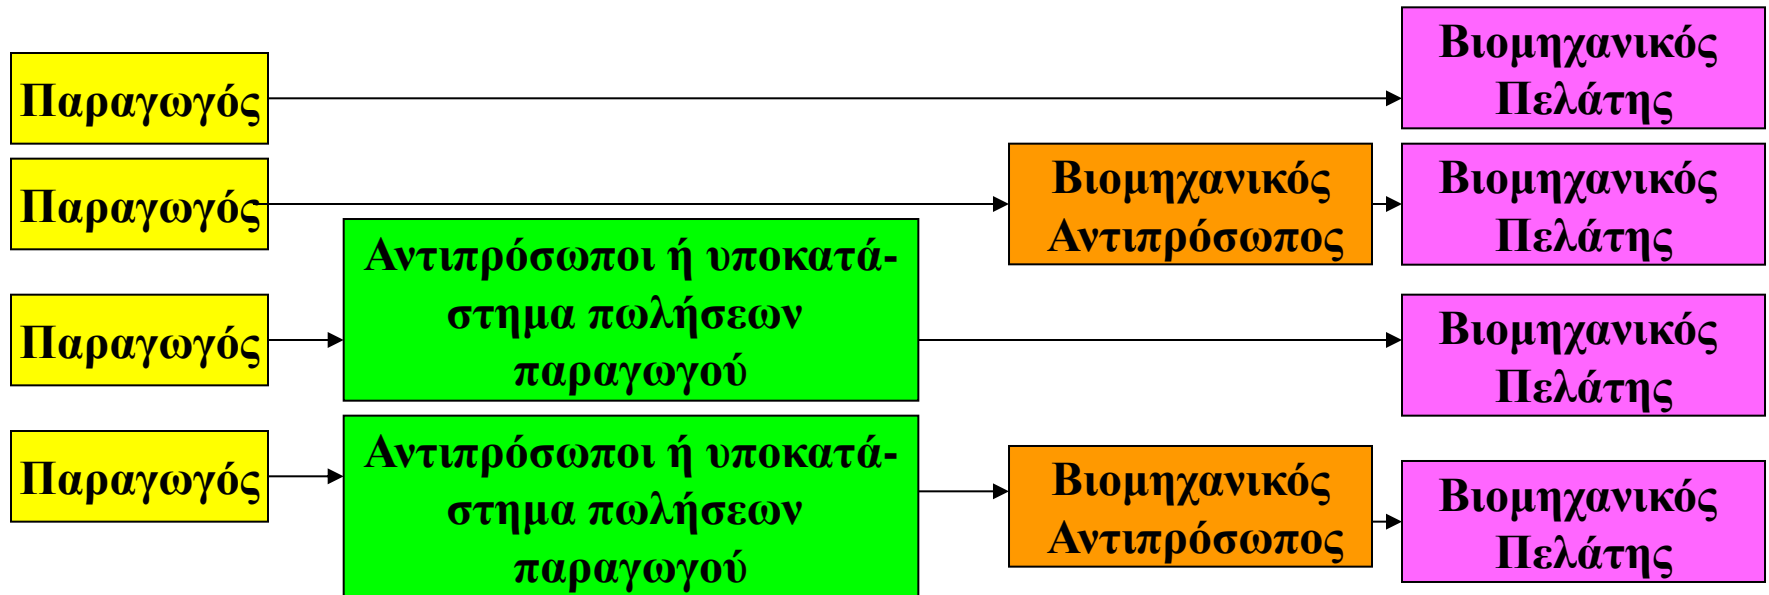 Παραγωγός
Βιομηχανικός
Πελάτης
Παραγωγός
Βιομηχανικός
Αντιπρόσωπος
Βιομηχανικός
Πελάτης
Παραγωγός
Αντιπρόσωποι ή υποκατά-
στημα πωλήσεων
παραγωγού
Βιομηχανικός
Πελάτης
Παραγωγός
Αντιπρόσωποι ή υποκατά-
στημα πωλήσεων
παραγωγού
Βιομηχανικός
Αντιπρόσωπος
Βιομηχανικός
Πελάτης